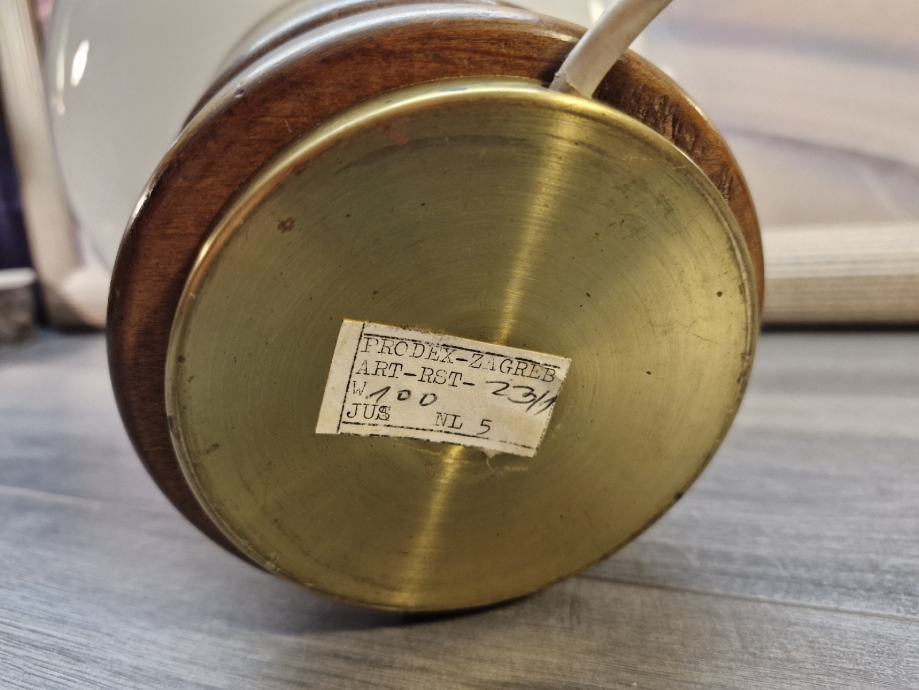 PRODEX-ZAGREB
ART-RST- 23/1
W. 100
JUS NL 5